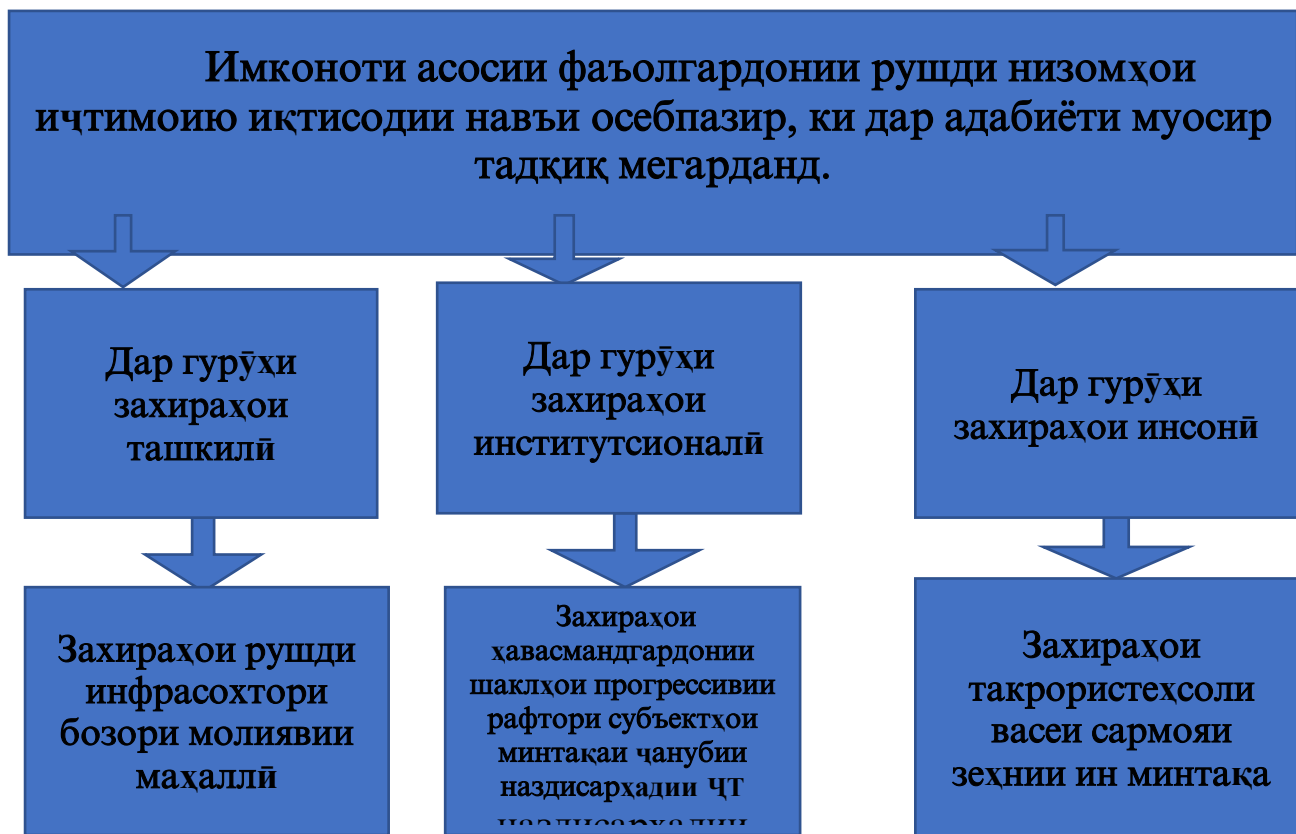 Имконоти асосии фаъолгардонии рушди низомҳои
иҷтимоию иқтисодии навъи осебпазир, ки дар адабиёти муосир
тадқиқ мегарданд.
Дар гурӯҳи
захираҳои
ташкилӣ
Дар гурӯҳи
захираҳои
институтсионалӣ
Дар гурӯҳи
захираҳои инсонӣ
Захираҳои рушди
инфрасохтори
бозори молиявии
маҳаллӣ
Захираҳои
ҳавасмандгардонии
шаклҳои прогрессивии
рафтори субъектҳои
минтақаи ҷанубии
наздисарҳадии ҶТ
наздисарҳадии
Захираҳои
такрористеҳсоли
васеи сармояи
зеҳнии ин минтақа